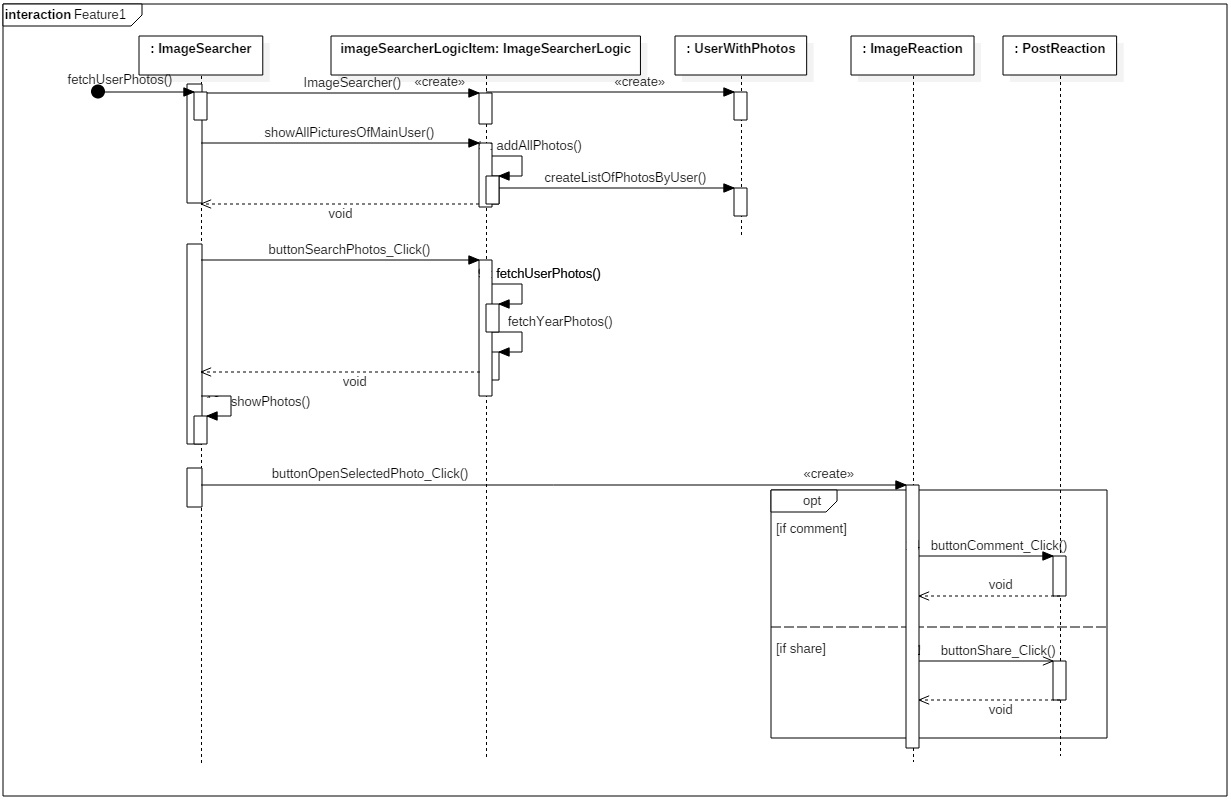 interaction Feature1
: ImageSearcher
imageSearcherLogicItem: ImageSearcherLogic
: UserWithPhotos
: ImageReaction
: PostReaction
fetchUserPhotos()
ImageSearcher()
«create»
«create»
showAllPicturesOfMainUser()
addAllPhotos()
createListOfPhotosByUser()
void
buttonSearchPhotos_Click()
fetchUserPhotos()
fetchYearPhotos()
void
showPhotos()
buttonOpenSelectedPhoto_Click()
«create»
opt
[if comment]
buttonComment_Click()
void
[if share]
buttonShare_Click()
void